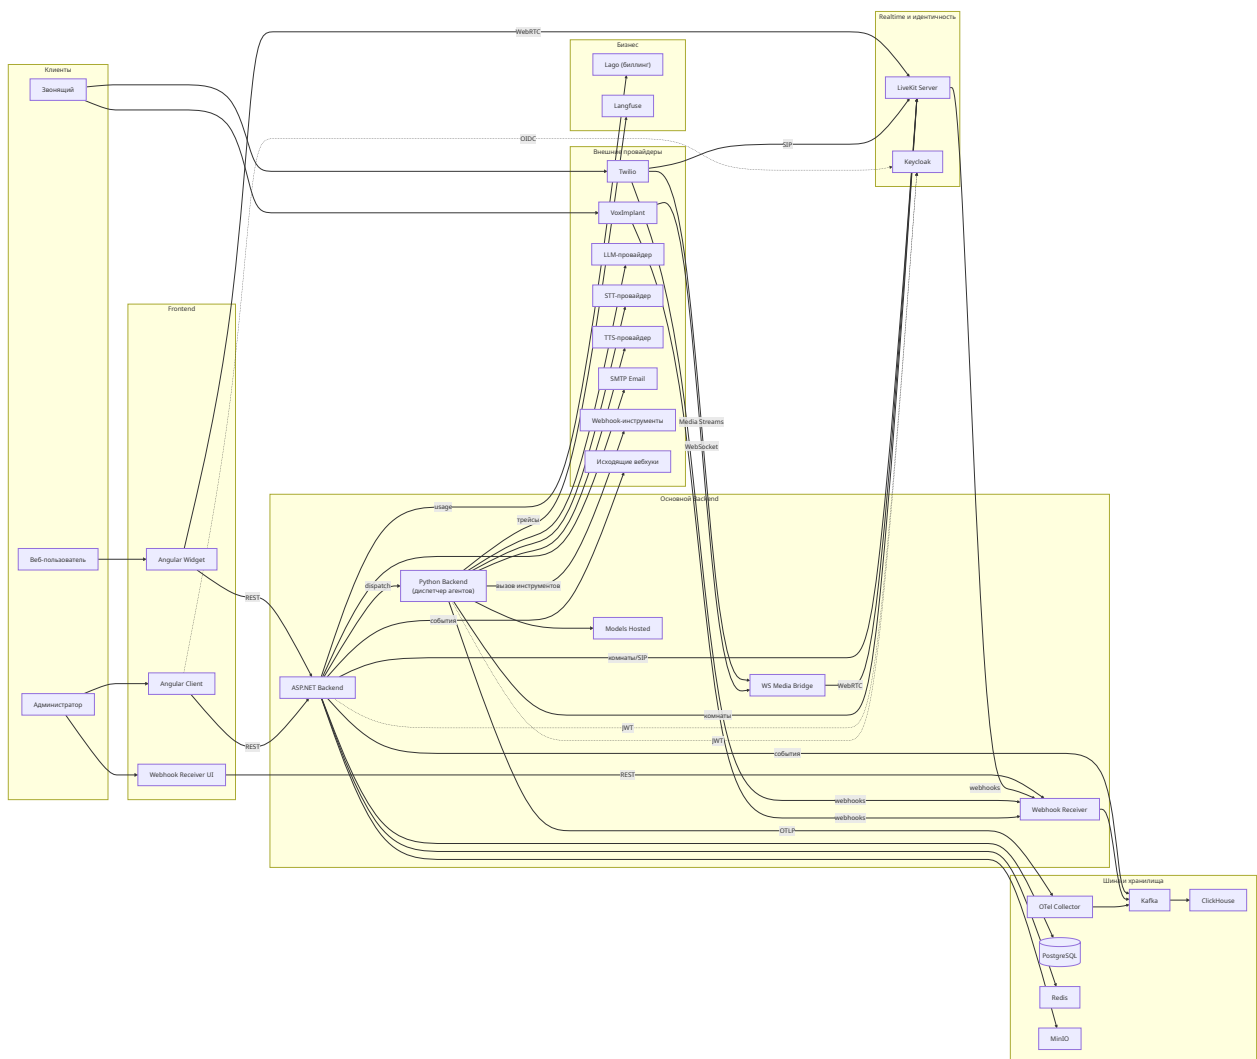 Realtime и идентичность
WebRTC
Бизнес
Lago (биллинг)
Клиенты
Звонящий
LiveKit Server
Langfuse
OIDC
SIP
Внешние провайдеры
Keycloak
Twilio
VoxImplant
LLM-провайдер
STT-провайдер
Frontend
TTS-провайдер
SMTP Email
Webhook-инструменты
Media Streams
WebSocket
Исходящие вебхуки
Основной Backend
usage
трейсы
Веб-пользователь
Angular Widget
dispatch
Python Backend
(диспетчер агентов)
вызов инструментов
REST
события
Models Hosted
комнаты/SIP
Angular Client
ASP.NET Backend
WS Media Bridge
WebRTC
Администратор
комнаты
JWT
JWT
REST
события
Webhook Receiver UI
REST
webhooks
webhooks
Webhook Receiver
webhooks
OTLP
Шина и хранилища
OTel Collector
Kafka
ClickHouse
PostgreSQL
Redis
MinIO